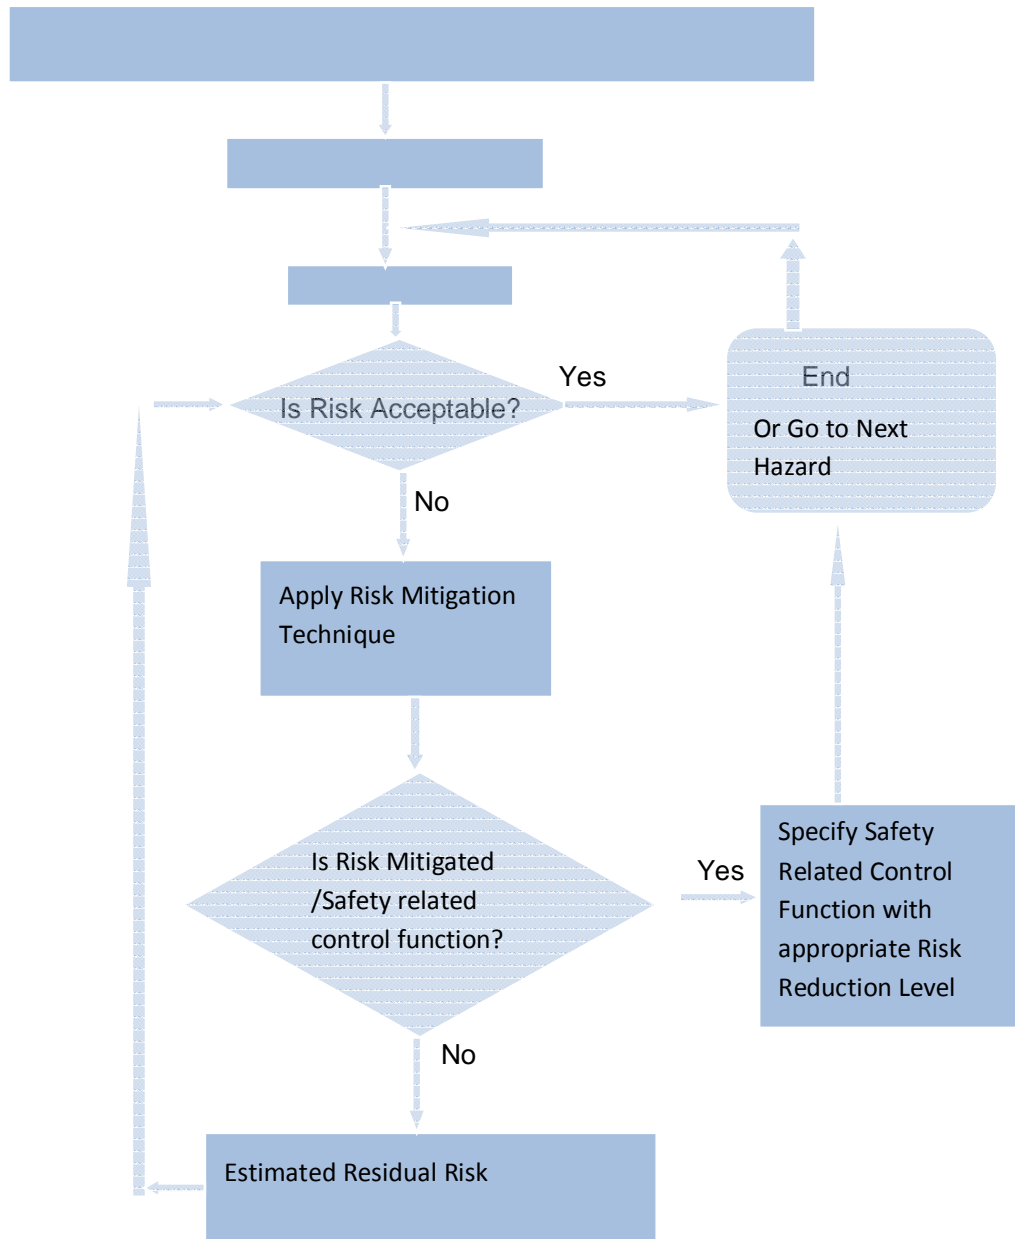 Yes
End
Is Risk Acceptable?
Or Go to Next
Hazard
No
Apply Risk Mitigation
Technique
Is Risk Mitigated
/Safety related
control function?
Yes
Specify Safety
Related Control
Function with
appropriate Risk
Reduction Level
No
Estimated Residual Risk